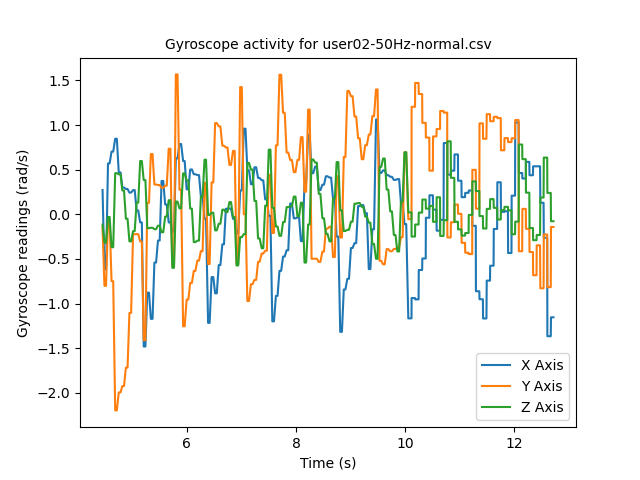 Gyroscope activity for user02-50Hz-normal.csv
Gyroscope readings (rad/s)
1.5
1.0
0.5
0.0
−0.5
−1.0
−1.5
−2.0
X Axis
Y Axis
Z Axis
6 8 10 12
Time (s)